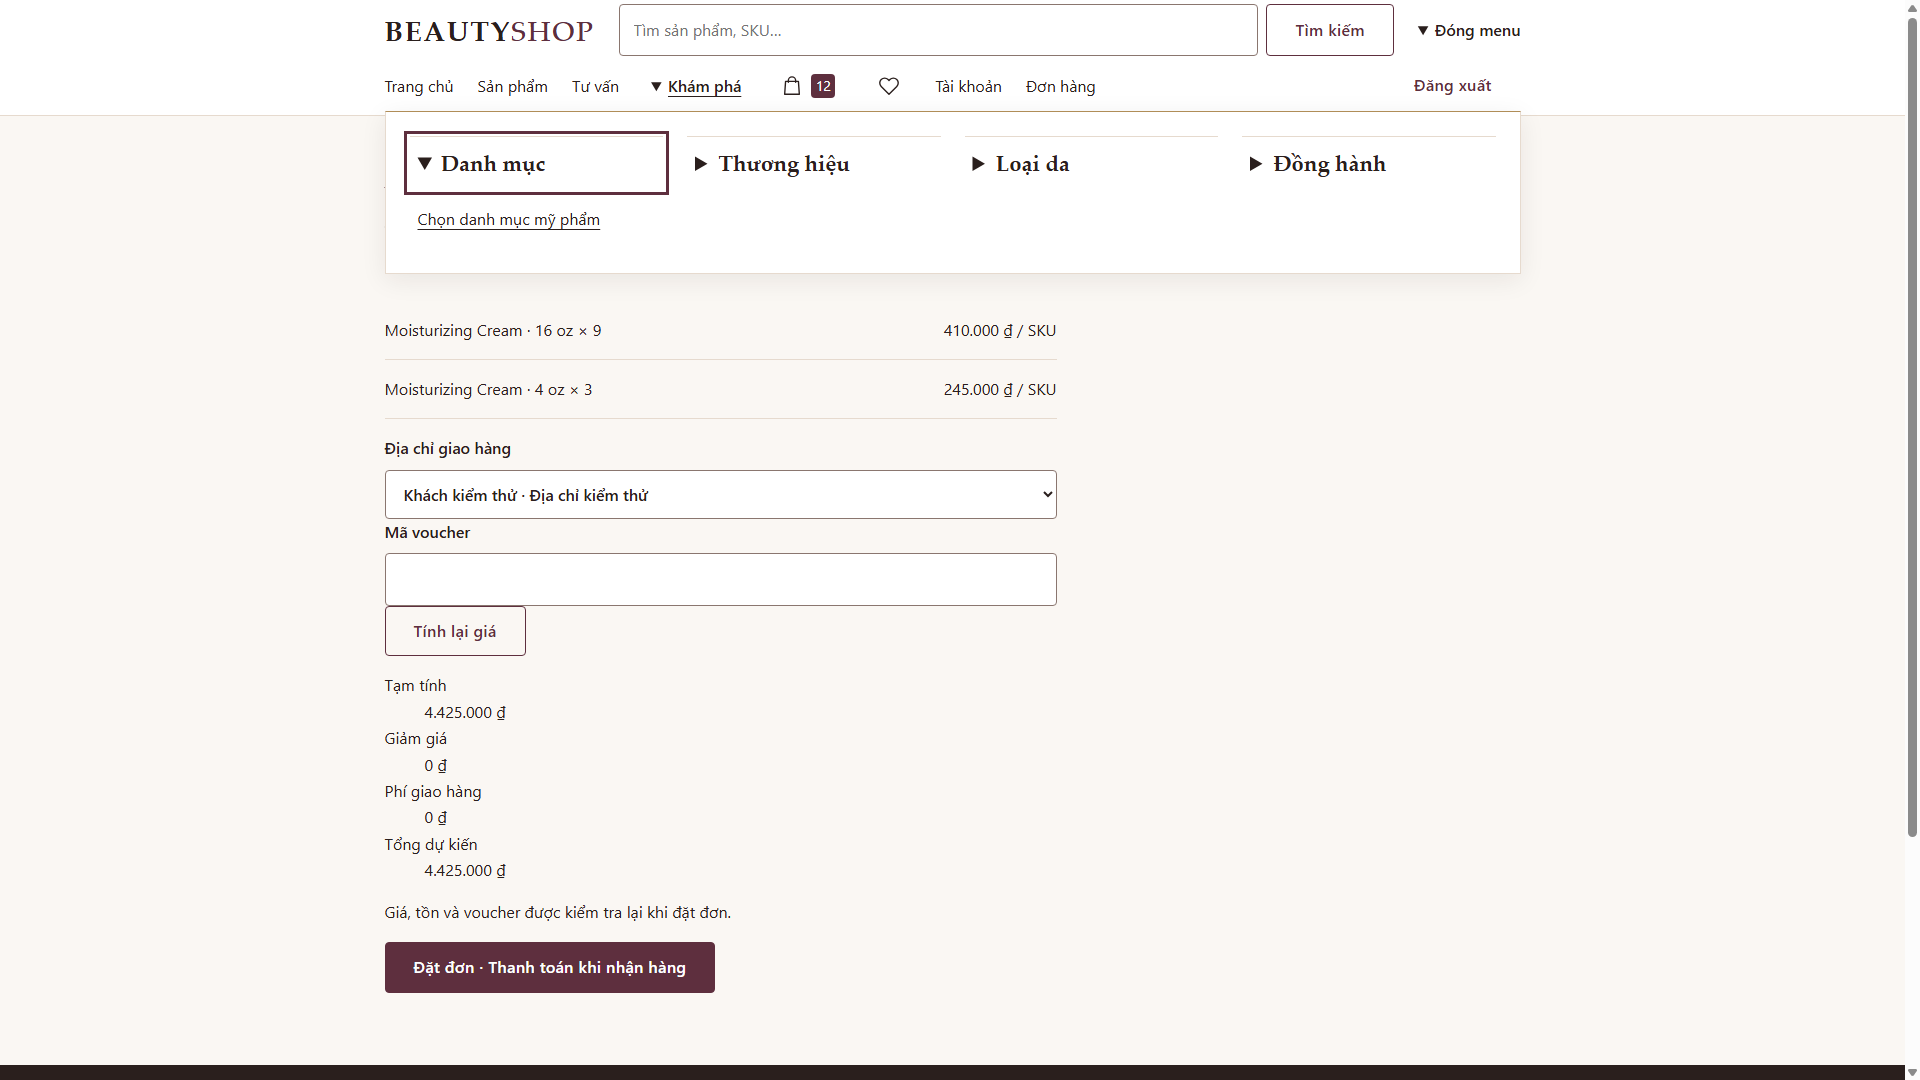 BEAUTYSHOP
Tìm sản phẩm, SKU...
Tìm kiếm
▼ Đóng menu
Trang chủ
Sản phẩm
Tư vấn
▼ Khám phá
12
Tài khoản
Đơn hàng
Đăng xuất
▼ Danh mục
▶ Thương hiệu
▶ Loại da
▶ Đồng hành
Chọn danh mục mỹ phẩm
Moisturizing Cream · 16 oz × 9
410.000 ₫ / SKU
Moisturizing Cream · 4 oz × 3
245.000 ₫ / SKU
Địa chỉ giao hàng
Khách kiểm thử · Địa chỉ kiểm thử
Mã voucher
Tính lại giá
Tạm tính
4.425.000 ₫
Giảm giá
0 ₫
Phí giao hàng
0 ₫
Tổng dự kiến
4.425.000 ₫
Giá, tồn và voucher được kiểm tra lại khi đặt đơn.
Đặt đơn · Thanh toán khi nhận hàng